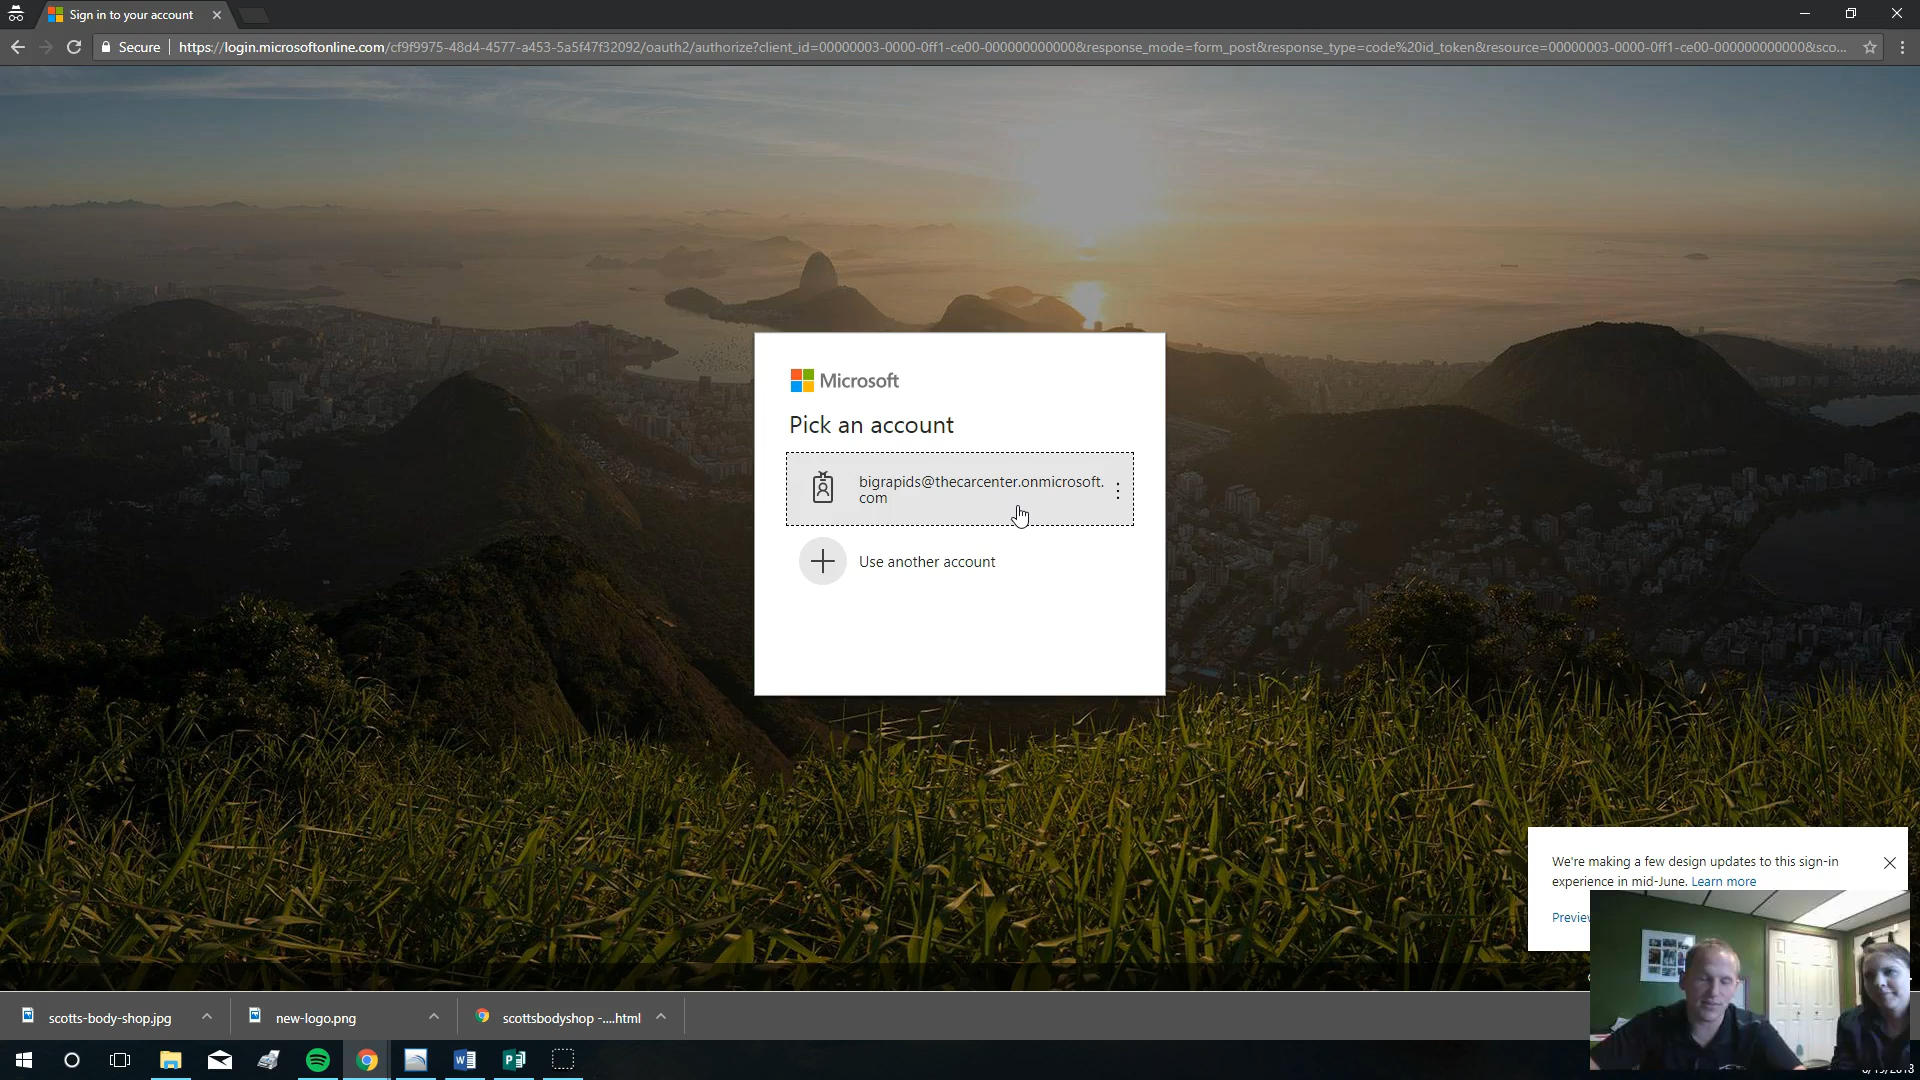 Sign in to your account
Secure
https://login.microsoftonline.com/cf9f9975-48d4-4577-a453-5a5f47f32092/oauth2/authorize?client_id=00000003-0000-0ff1-ce00-000000000000&response_mode=form_post&response_type=code%20id_token&resource=00000003-0000-0ff1-ce00-000000000000&sco...
Microsoft
Pick an account
bigrapids@thecarcenter.onmicrosoft.
com
Use another account
We're making a few design updates to this sign-in
experience in mid-June. Learn more
scotts-body-shop.jpg
new-logo.png
scottsbodyshop -....html